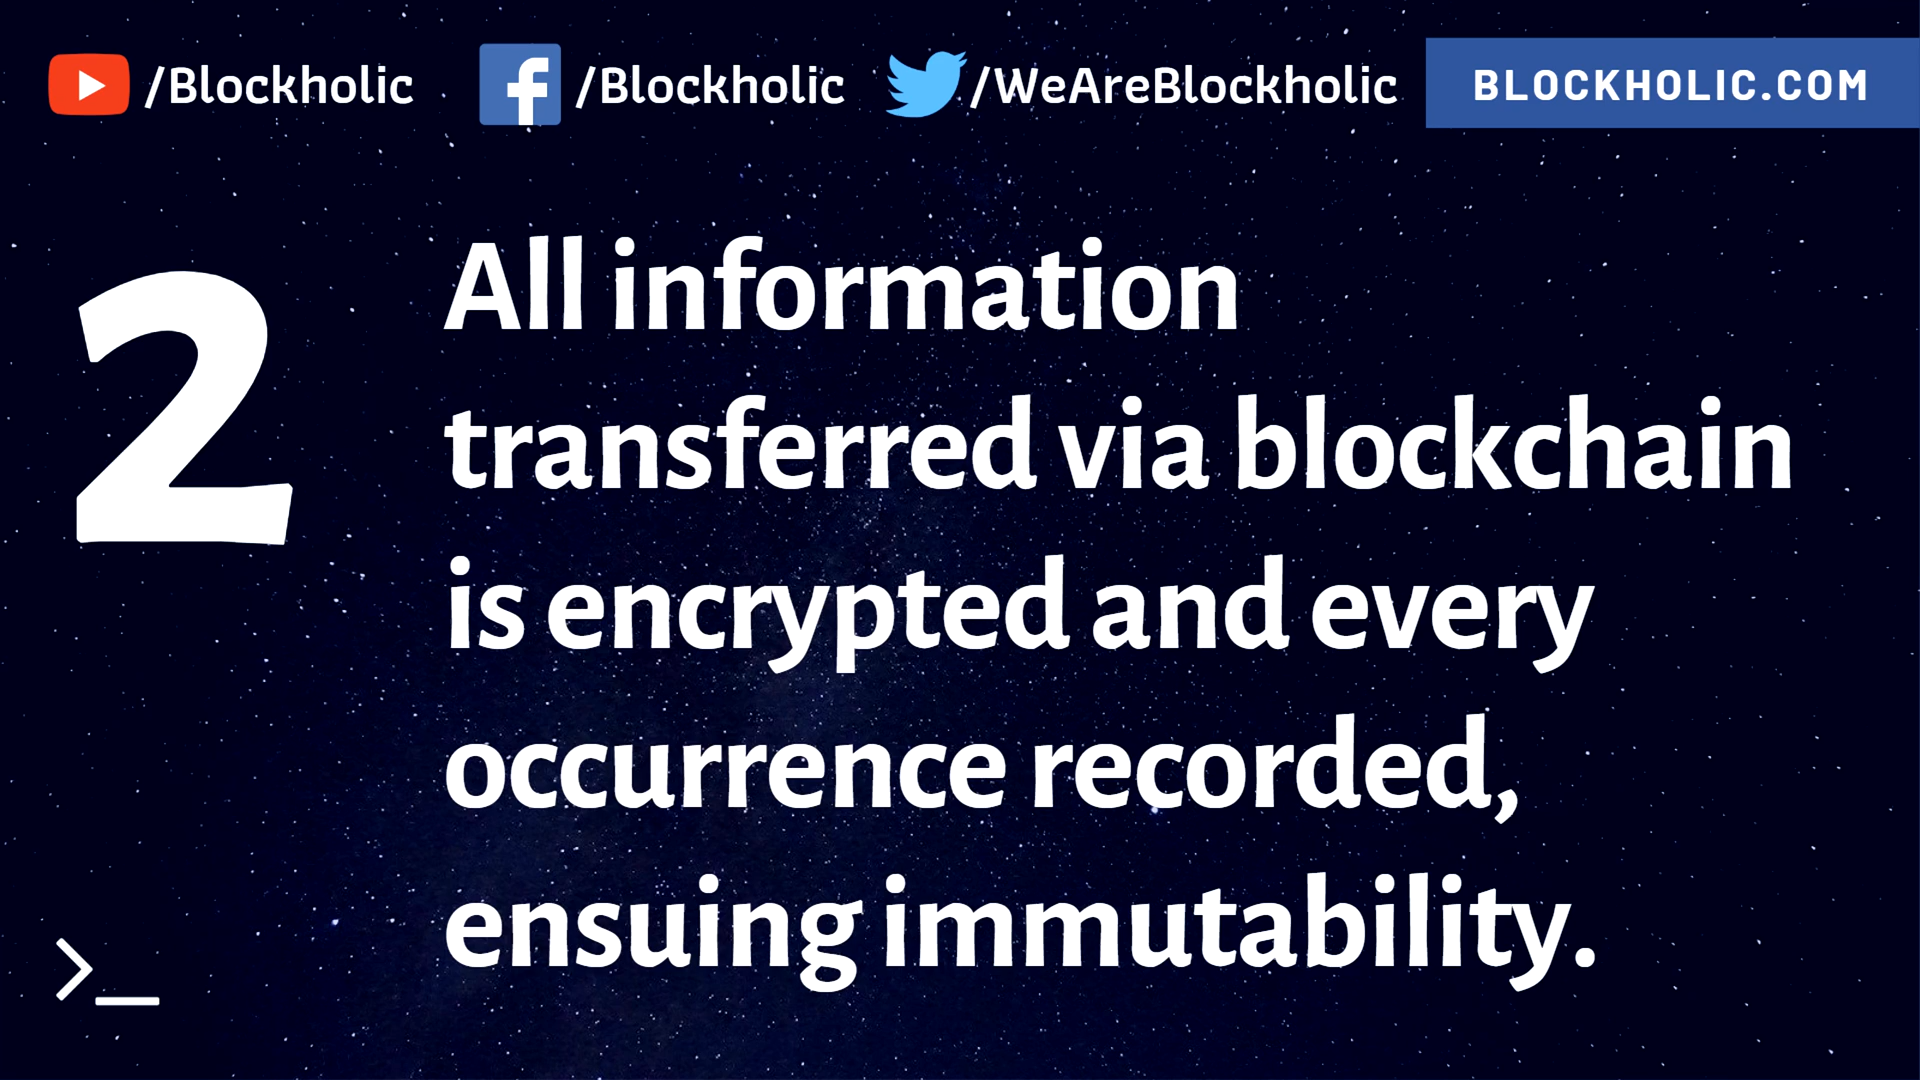 /Blockholic /Blockholic /WeAreBlockholic BLOCKHOLIC.COM
2
All information
transferred via blockchain
is encrypted and every
occurrence recorded,
ensuing immutability.
>_